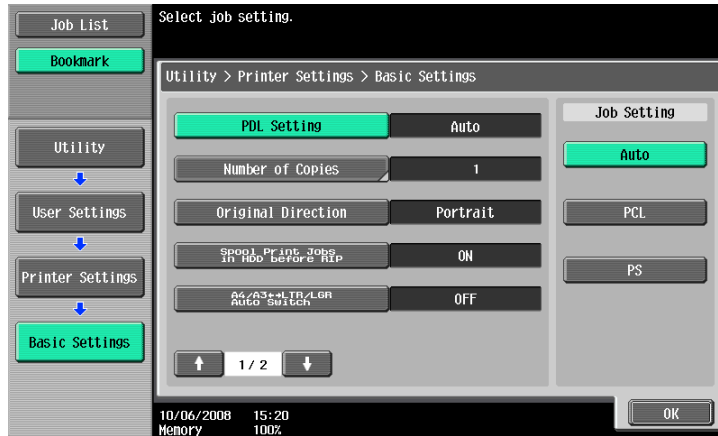 Job List
Bookmark
Utility
User Settings
Printer Settings
Basic Settings
Select job setting.
Utility > Printer Settings > Basic Settings
PDL Setting
Auto
Number of Copies
1
Original Direction
Portrait
Spool Print Jobs
in HDD before RIP
ON
A4/A3↔LTR/LGR
Auto Switch
OFF
↑ 1/ 2 ↓
Job Setting
Auto
PCL
PS
10/06/2008 15:20
Memory 100%
OK